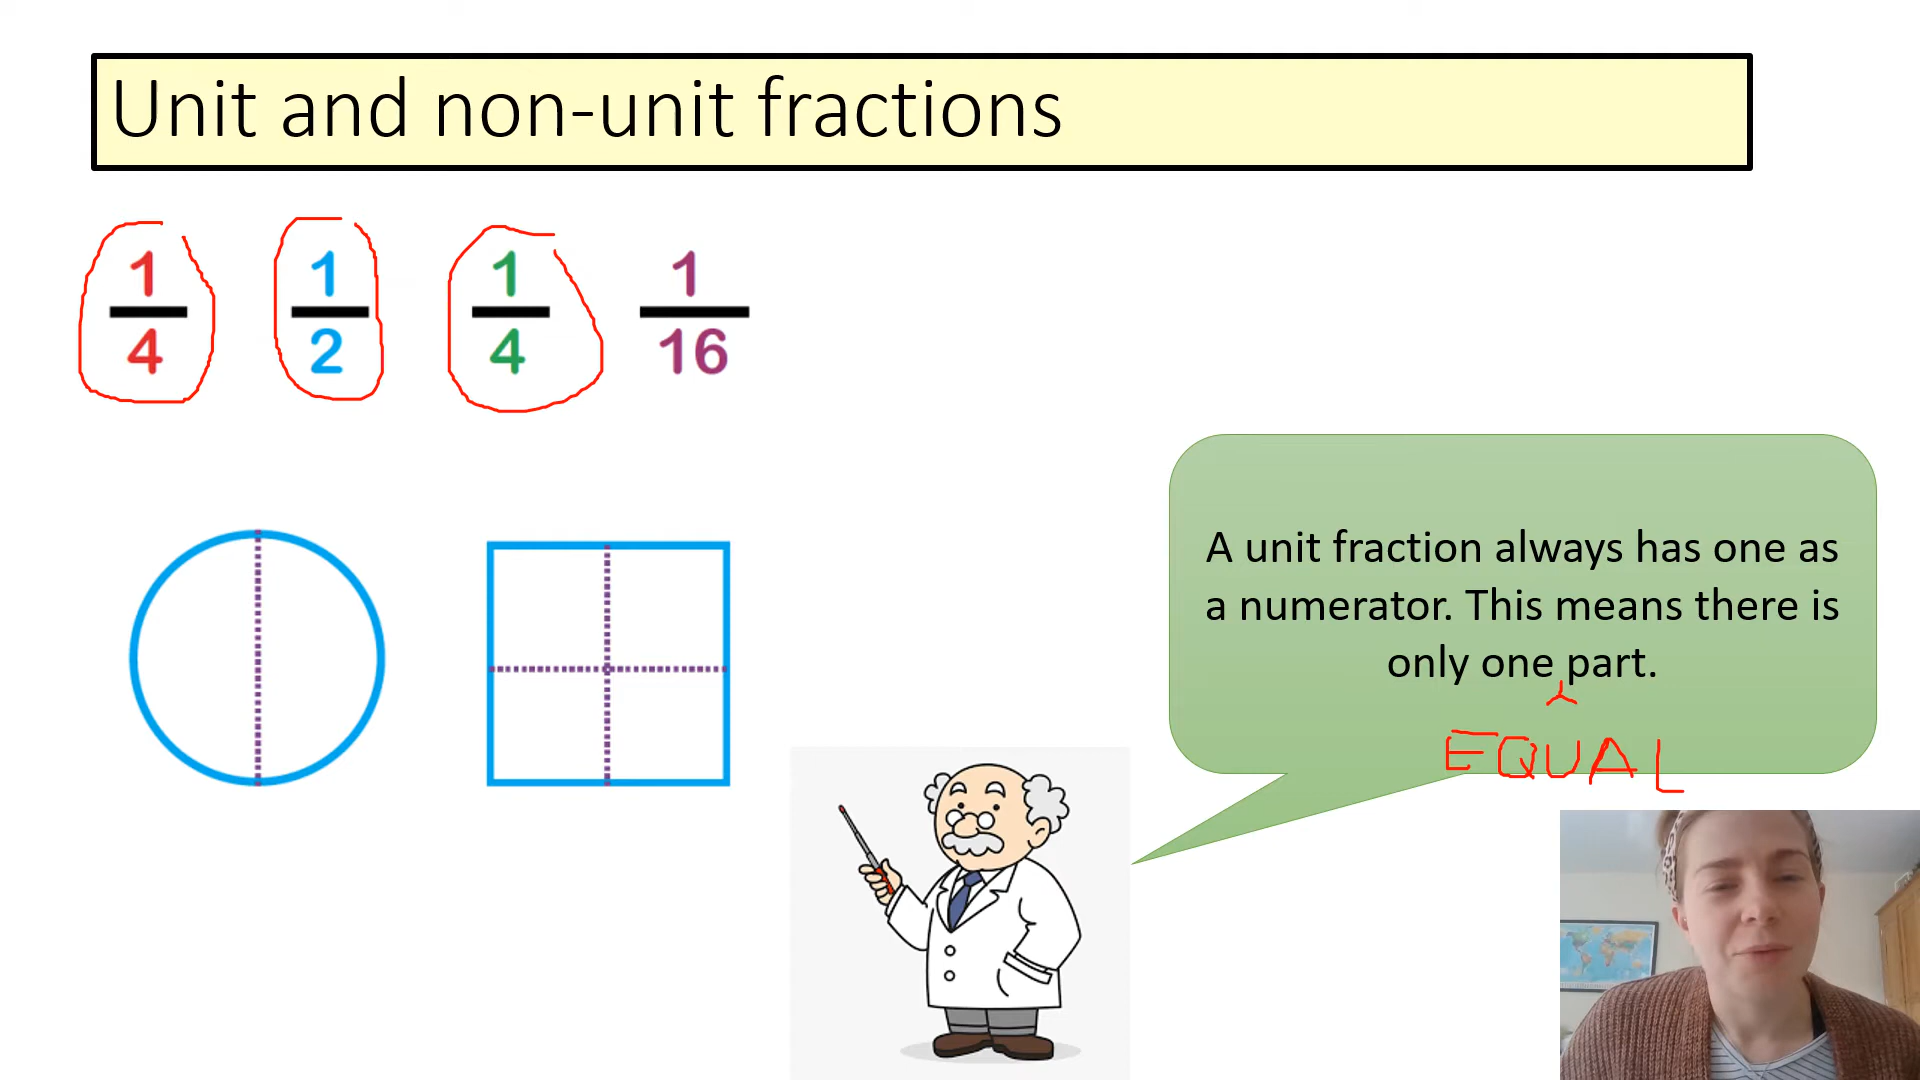 Unit and non-unit fractions
1 1 1 1
4 2 4 16
A unit fraction always has one as
a numerator. This means there is
only one part.
EQUAL